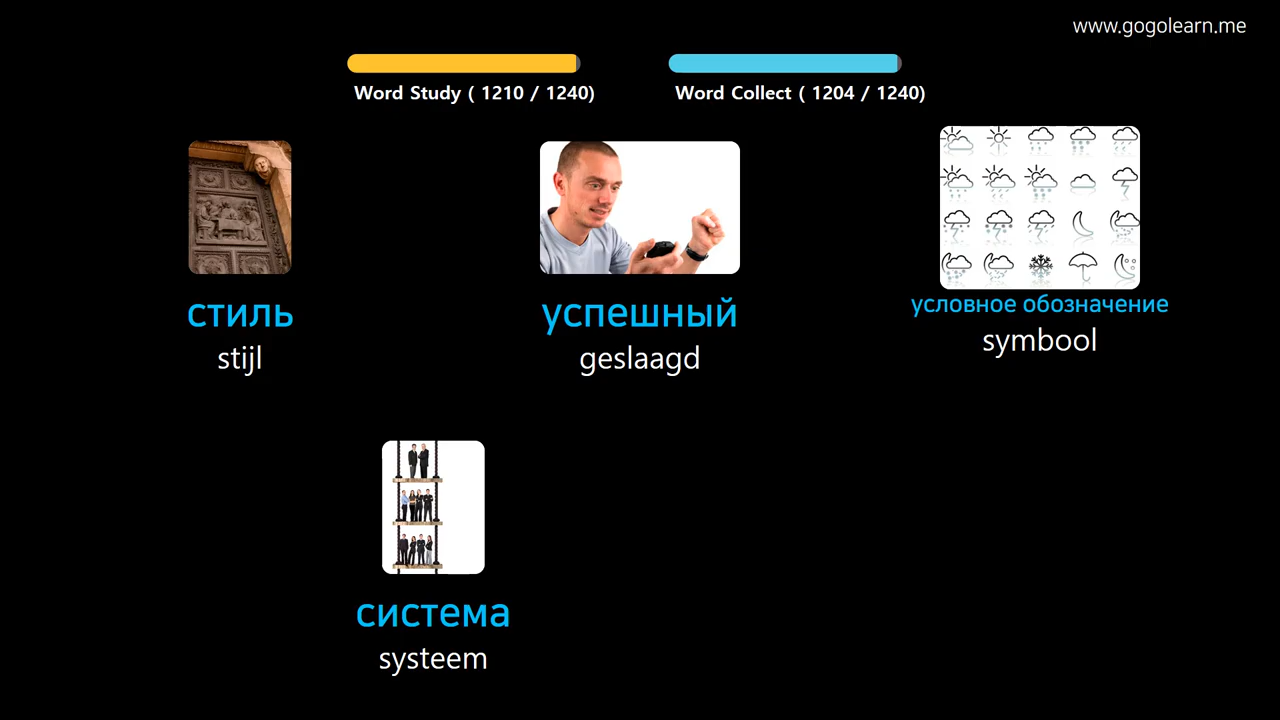 www.gogolearn.me
Word Study ( 1210 / 1240)
Word Collect ( 1204 / 1240)
стиль
stijl
успешный
geslaagd
условное обозначение
symbool
система
systeem